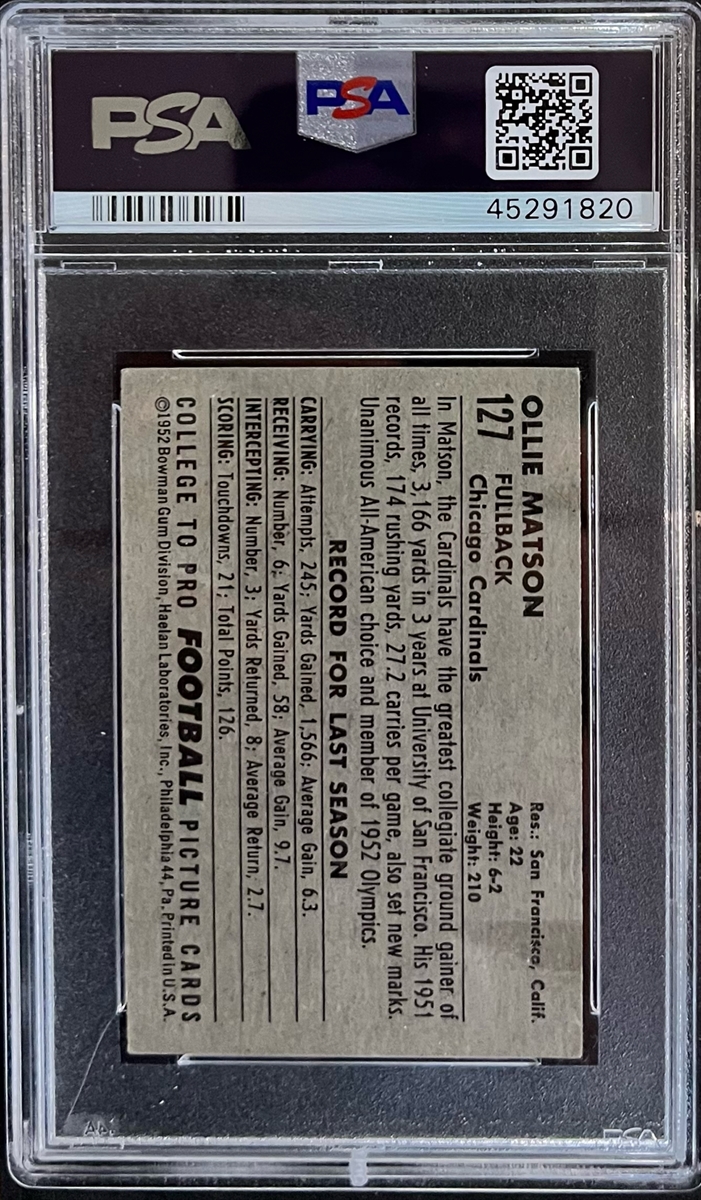 PSA
PSA
45291820
OLLIE MATSON
127 FULLBACK
Chicago Cardinals
Res.: San Francisco, Calif.
Age: 22
Height: 6-2
Weight: 210
In Matson, the Cardinals have the greatest collegiate ground gainer of
all times, 3,166 yards in 3 years at University of San Francisco. His 1951
records, 174 rushing yards, 27.2 carries per game, also set new marks.
Unanimous All-American choice and member of 1952 Olympics.
RECORD FOR LAST SEASON
CARRYING: Attempts, 245; Yards Gained, 1,566; Average Gain, 6.3.
RECEIVING: Number, 6; Yards Gained, 58; Average Gain, 9.7.
INTERCEPTING: Number, 3; Yards Returned, 8; Average Return, 2.7.
SCORING: Touchdowns, 21; Total Points, 126.
COLLEGE TO PRO FOOTBALL PICTURE CARDS
©1952 Bowman Gum Division, Haelan Laboratories, Inc., Philadelphia 44, Pa. Printed in U.S.A.
PSA